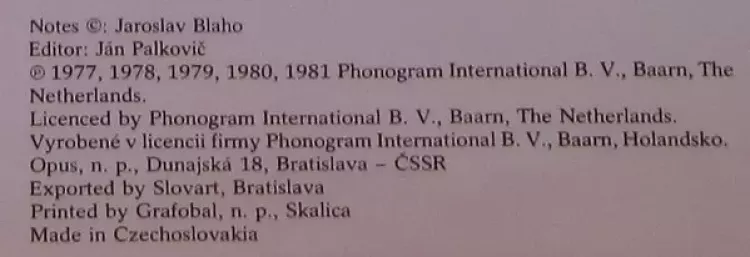 Notes ©: Jaroslav Blaho
Editor: Ján Palkovič
℗ 1977, 1978, 1979, 1980, 1981 Phonogram International B. V., Baarn, The
Netherlands.
Licenced by Phonogram International B. V., Baarn, The Netherlands.
Vyrobené v licencii firmy Phonogram International B. V., Baarn, Holandsko.
Opus, n. p., Dunajská 18, Bratislava – ČSSR
Exported by Slovart, Bratislava
Printed by Grafobal, n. p., Skalica
Made in Czechoslovakia